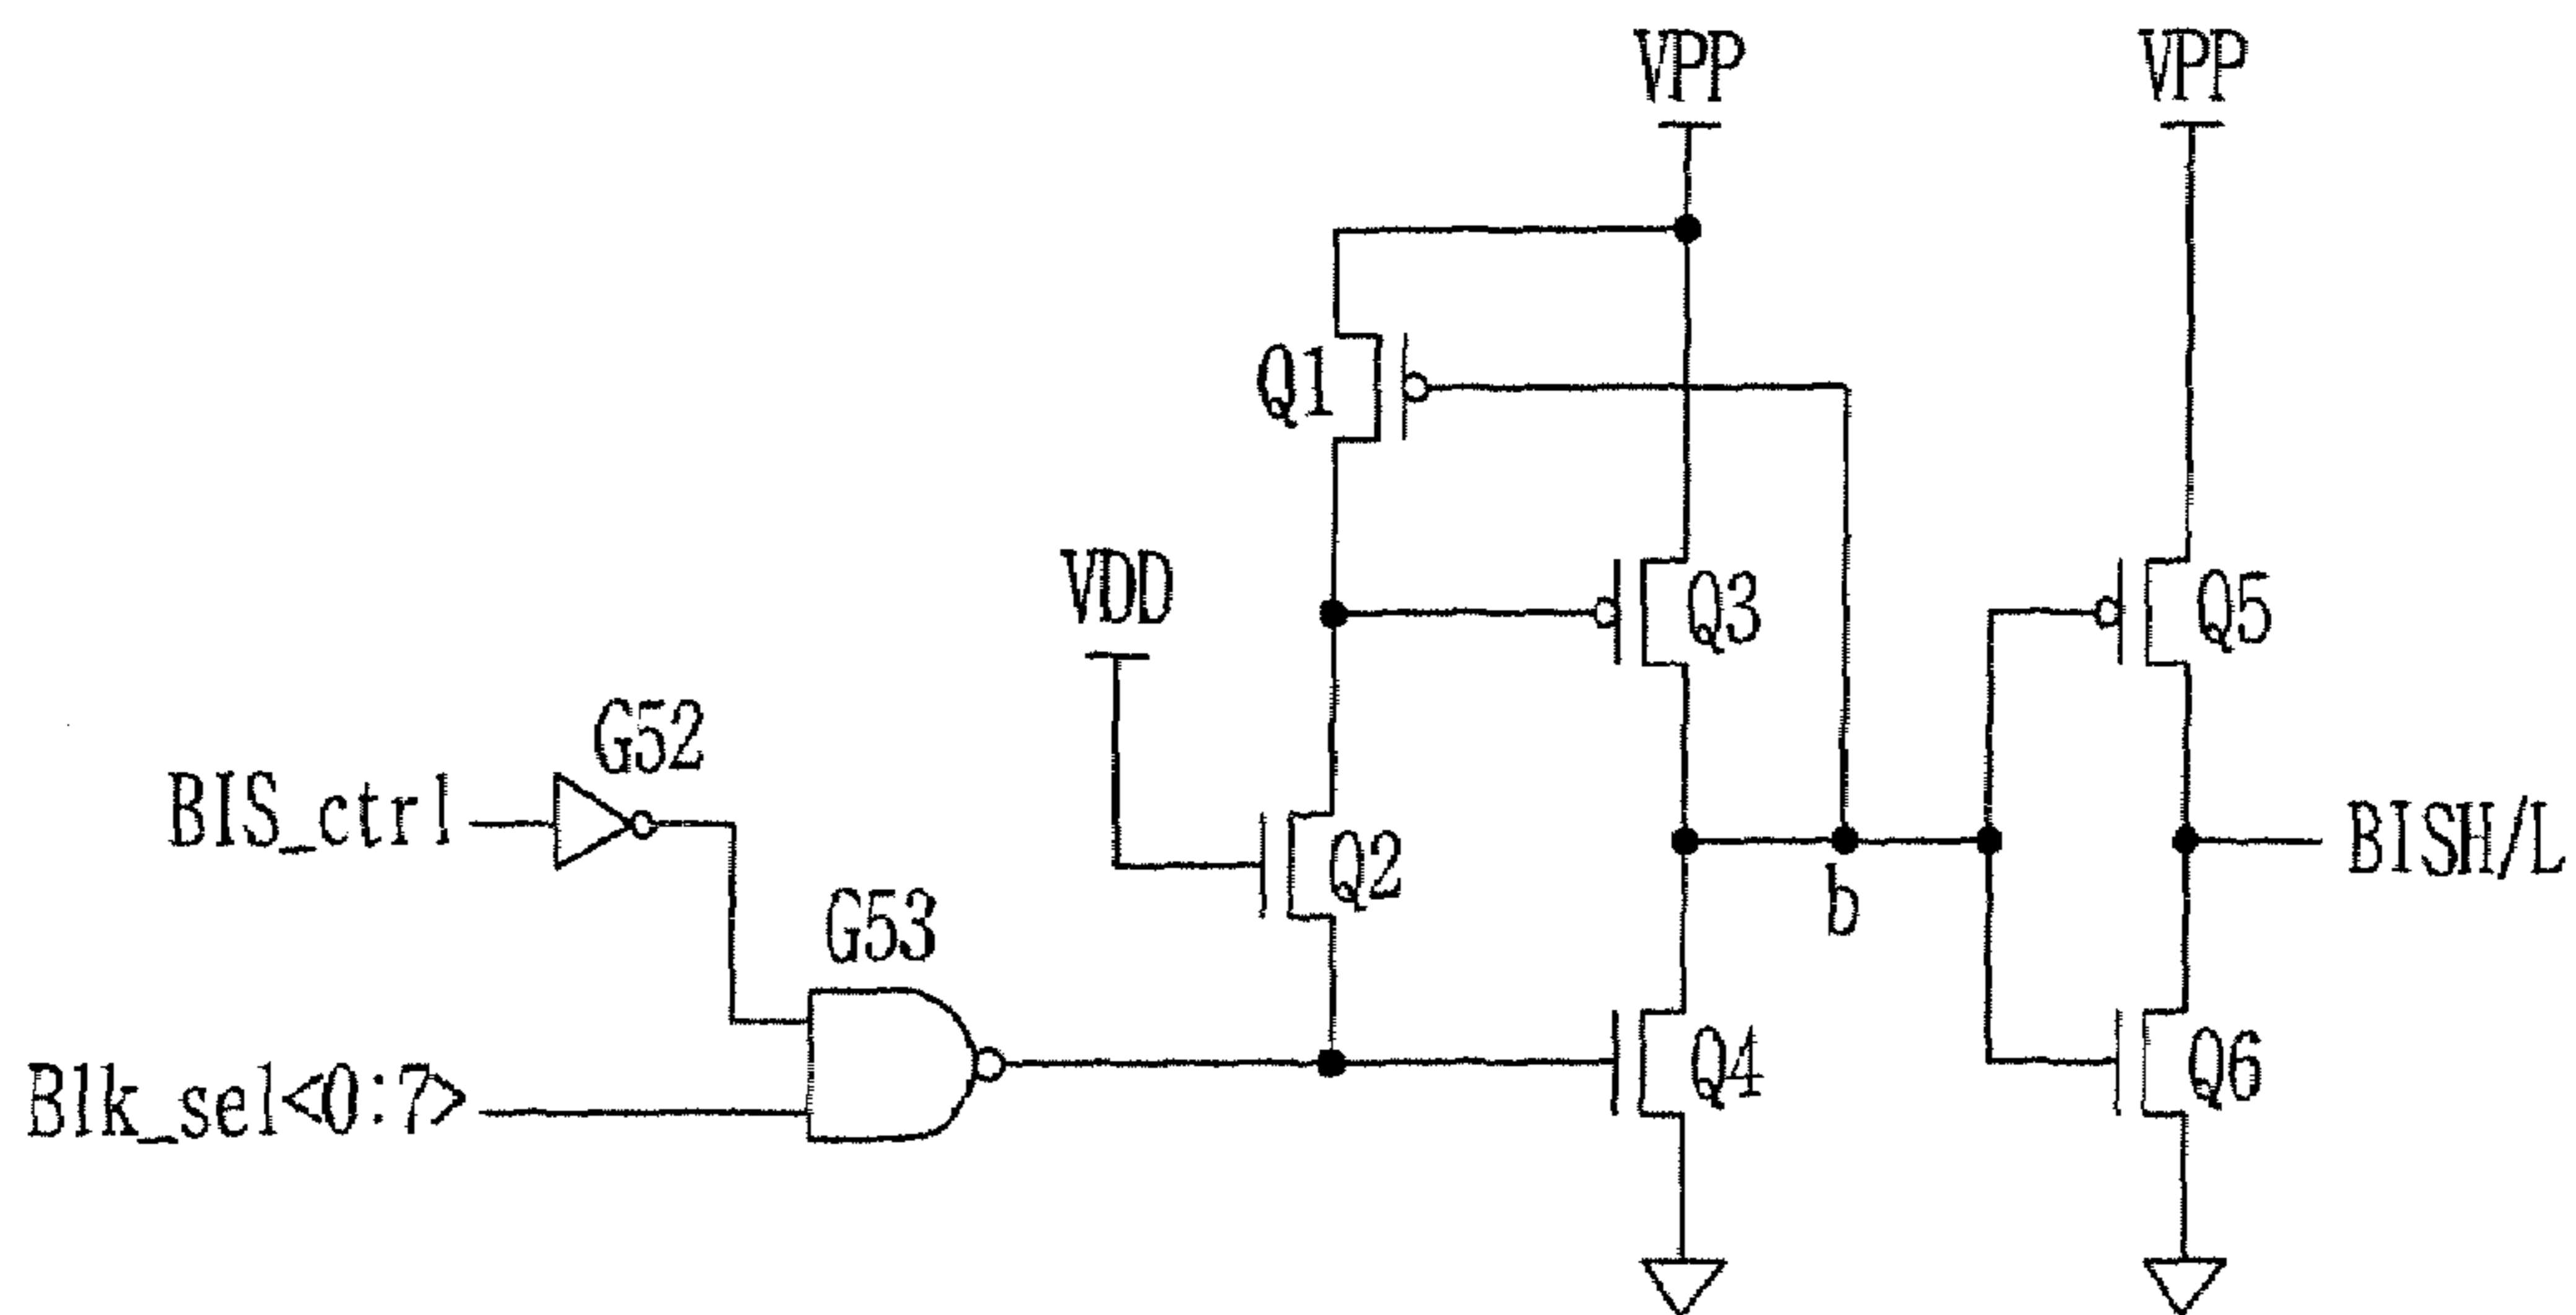 VPP
VPP
Q1
VDD
Q3
Q5
G52
BIS_ctrl
Q2
BISH/L
b
G53
Q4
Q6
Blk_sel<0:7>